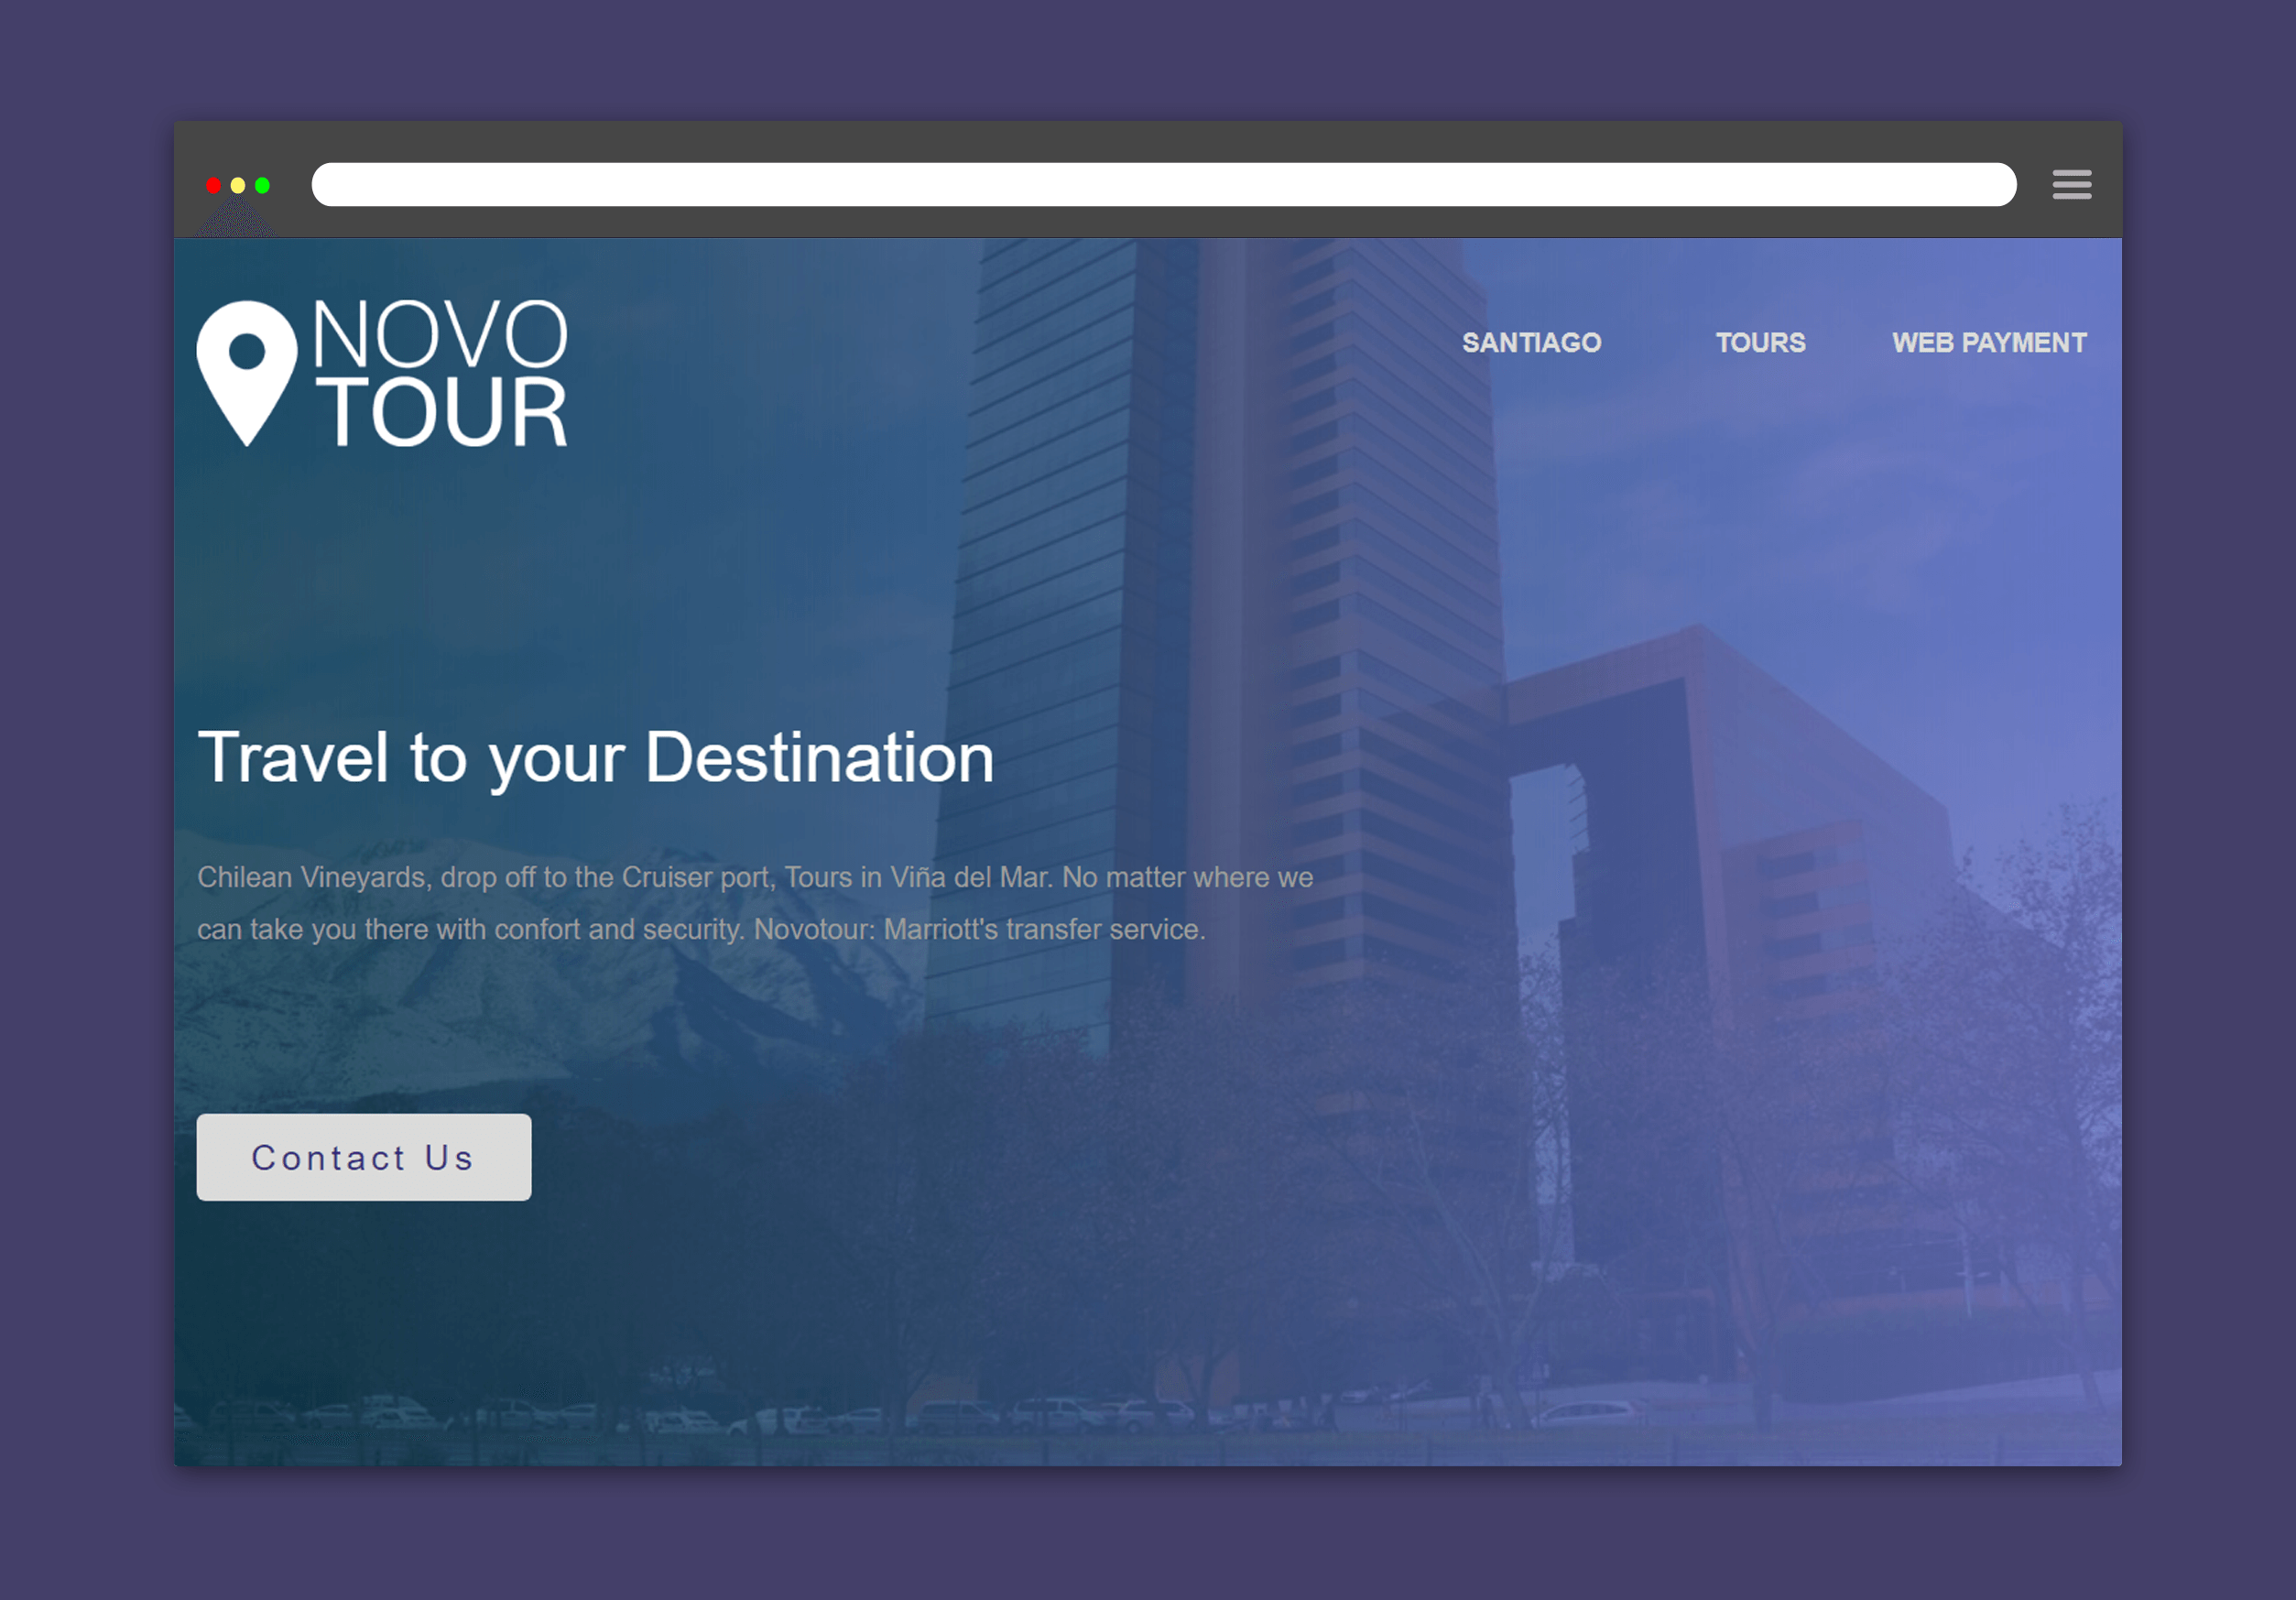 NOVO
TOUR
SANTIAGO
TOURS
WEB PAYMENT
Travel to your Destination
Chilean Vineyards, drop off to the Cruiser port, Tours in Viña del Mar. No matter where we
can take you there with confort and security. Novotour: Marriott's transfer service.
Contact Us